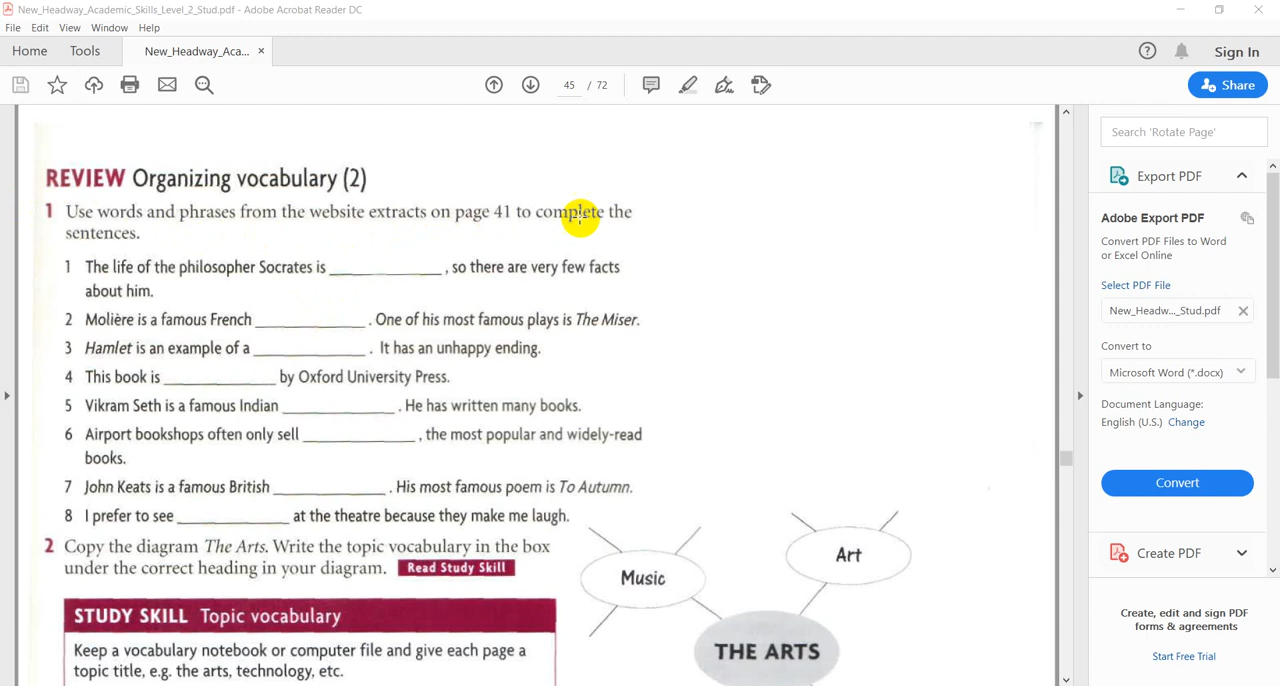 New_Headway_Academic_Skills_Level_2_Stud.pdf - Adobe Acrobat Reader DC
File Edit View Window Help
Home Tools New_Headway_Aca... ×
? Sign In
45 / 72
Share
REVIEW Organizing vocabulary (2)
1 Use words and phrases from the website extracts on page 41 to complete the
sentences.
1 The life of the philosopher Socrates is ____________ , so there are very few facts
about him.
2 Molière is a famous French ____________ . One of his most famous plays is The Miser.
3 Hamlet is an example of a ____________ . It has an unhappy ending.
4 This book is ____________ by Oxford University Press.
5 Vikram Seth is a famous Indian ____________ . He has written many books.
6 Airport bookshops often only sell ____________ , the most popular and widely-read
books.
7 John Keats is a famous British ____________ . His most famous poem is To Autumn.
8 I prefer to see ____________ at the theatre because they make me laugh.
2 Copy the diagram The Arts. Write the topic vocabulary in the box
under the correct heading in your diagram. Read Study Skill
STUDY SKILL Topic vocabulary
Keep a vocabulary notebook or computer file and give each page a
topic title, e.g. the arts, technology, etc.
Music
Art
THE ARTS
Search 'Rotate Page'
Export PDF
Adobe Export PDF
Convert PDF Files to Word
or Excel Online
Select PDF File
New_Headw..._Stud.pdf
Convert to
Microsoft Word (*.docx)
Document Language:
English (U.S.) Change
Convert
Create PDF
Create, edit and sign PDF
forms & agreements
Start Free Trial